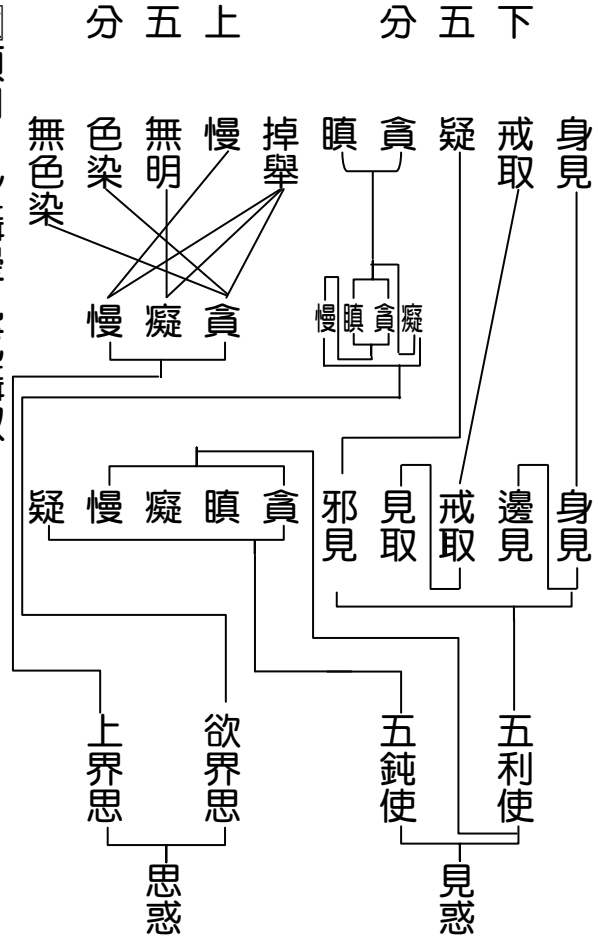 下五分
上五分
身見
戒取
疑
貪
瞋
掉舉
慢
無明
色染
無色染
癡
貪
瞋
慢
貪
癡
慢
身見
邊見
戒取
見取
邪見
貪
瞋
癡
慢
疑
五利使
五鈍使
欲界思
上界思
見惑
思惑